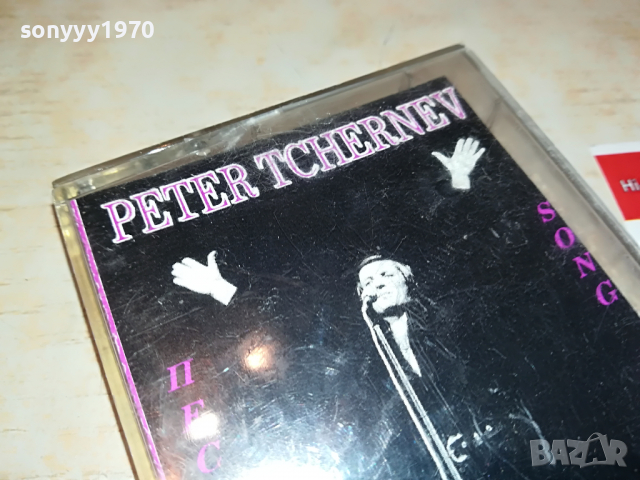 sonyyy1970
PETER TCHERNEV
SONG
ПЕС
Hi
BAZAR